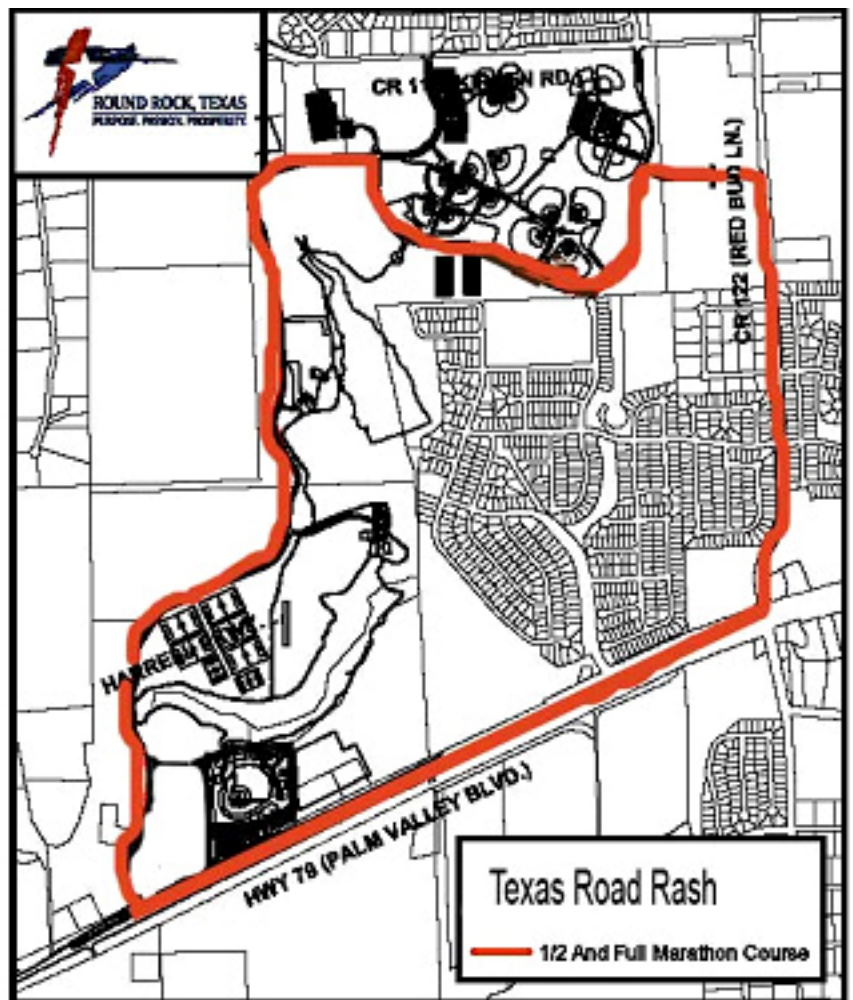 ROUND ROCK, TEXAS
PURPOSE. PASSION. PROSPERITY.
CR 122 (RED BUD LN.)
HWY 79 (PALM VALLEY BLVD.)
Texas Road Rash
1/2 And Full Marathon Course